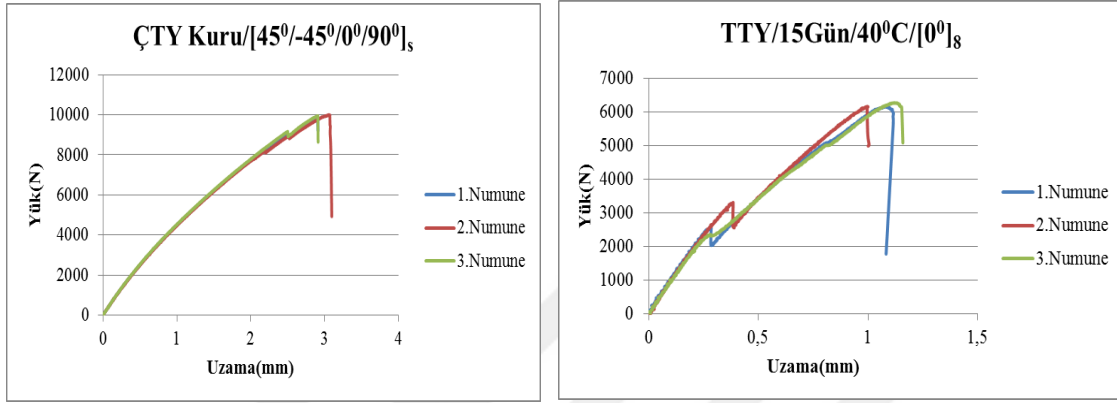 ÇTY Kuru/[45⁰/-45⁰/0⁰/90⁰]ₛ
12000
10000
8000
6000
4000
2000
0
Yük(N)
0 1 2 3 4
Uzama(mm)
1.Numune
2.Numune
3.Numune
TTY/15Gün/40⁰C/[0⁰]₈
7000
6000
5000
4000
3000
2000
1000
0
Yük(N)
0 0,5 1 1,5
Uzama(mm)
1.Numune
2.Numune
3.Numune